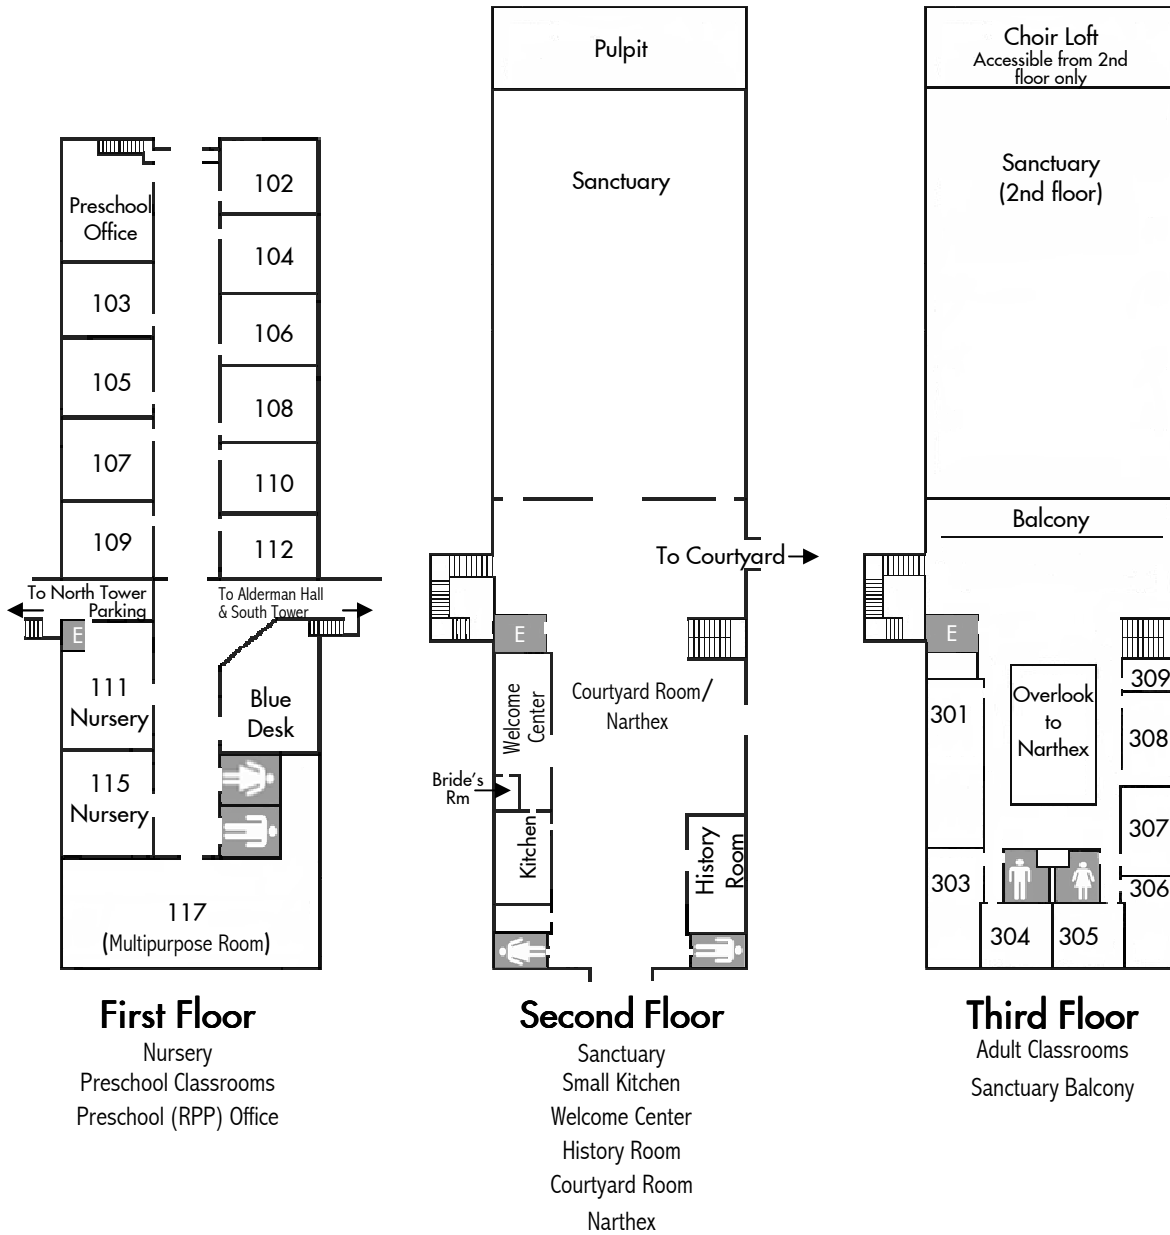 Preschool
Office
103
105
107
109
102
104
106
108
110
112
To North Tower
Parking
To Alderman Hall
& South Tower
E
111
Nursery
115
Nursery
Blue
Desk
117
(Multipurpose Room)
First Floor
Nursery
Preschool Classrooms
Preschool (RPP) Office
Pulpit
Sanctuary
To Courtyard
E
Welcome
Center
Courtyard Room/
Narthex
Bride's
Rm
Kitchen
History
Room
Second Floor
Sanctuary
Small Kitchen
Welcome Center
History Room
Courtyard Room
Narthex
Choir Loft
Accessible from 2nd
floor only
Sanctuary
(2nd floor)
Balcony
E
301
Overlook
to
Narthex
309
308
307
306
303
304
305
Third Floor
Adult Classrooms
Sanctuary Balcony